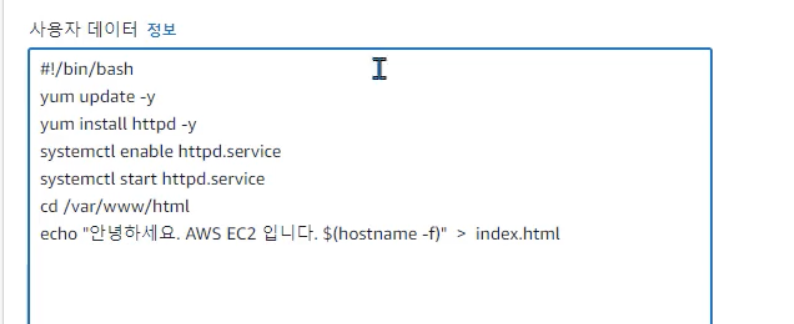 사용자 데이터 정보
#!/bin/bash
yum update -y
yum install httpd -y
systemctl enable httpd.service
systemctl start httpd.service
cd /var/www/html
echo "안녕하세요. AWS EC2 입니다. $(hostname -f)" > index.html